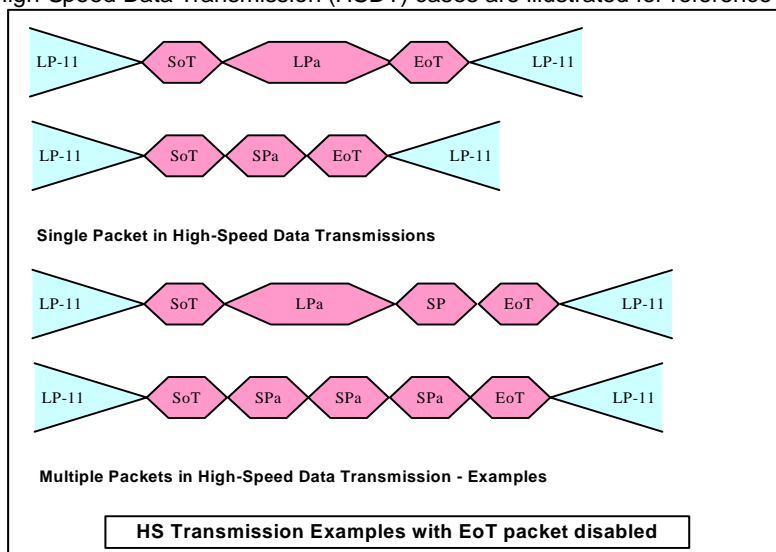 High-Speed Data Transmission (HSDT) cases are illustrated for reference
LP-11 SoT LPa EoT LP-11
LP-11 SoT SPa EoT LP-11
Single Packet in High-Speed Data Transmissions
LP-11 SoT LPa SP EoT LP-11
LP-11 SoT SPa SPa SPa EoT LP-11
Multiple Packets in High-Speed Data Transmission - Examples
HS Transmission Examples with EoT packet disabled